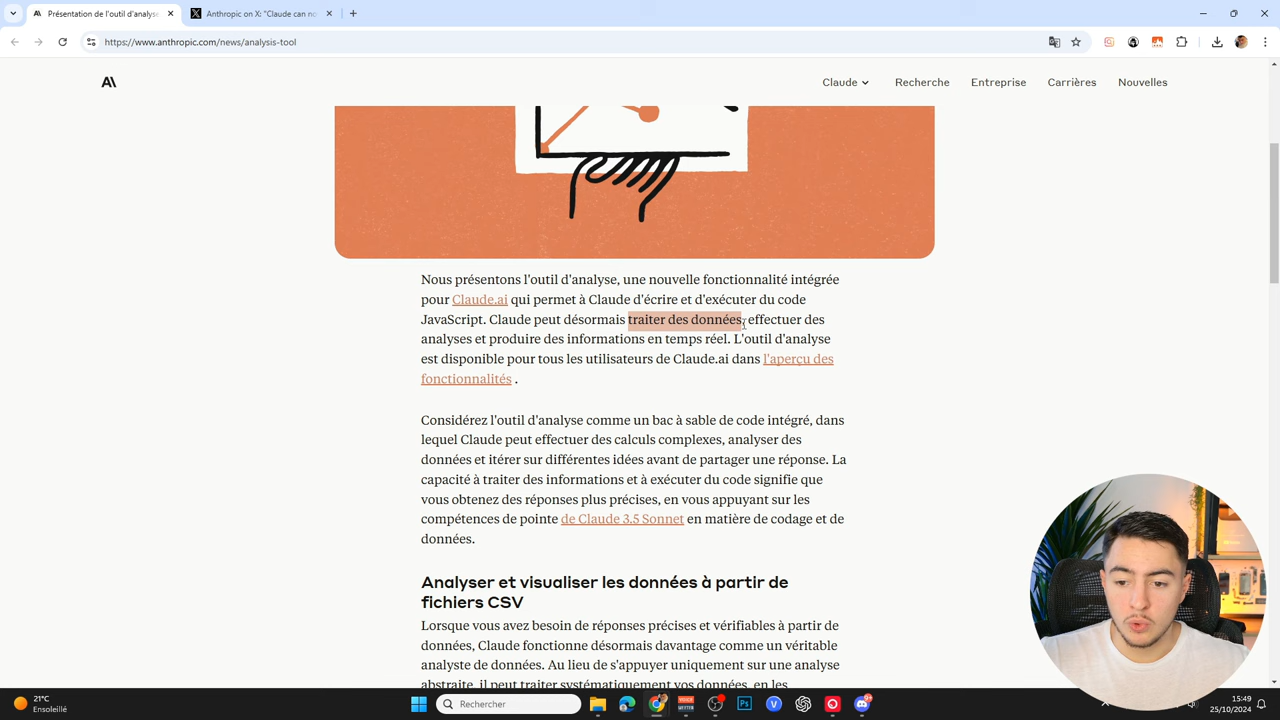 Présentation de l'outil d'analyse
Anthropic on X: "Claude can no
https://www.anthropic.com/news/analysis-tool
Claude
Recherche
Entreprise
Carrières
Nouvelles
Nous présentons l'outil d'analyse, une nouvelle fonctionnalité intégrée
pour Claude.ai qui permet à Claude d'écrire et d'exécuter du code
JavaScript. Claude peut désormais traiter des données, effectuer des
analyses et produire des informations en temps réel. L'outil d'analyse
est disponible pour tous les utilisateurs de Claude.ai dans l'aperçu des
fonctionnalités .
Considérez l'outil d'analyse comme un bac à sable de code intégré, dans
lequel Claude peut effectuer des calculs complexes, analyser des
données et itérer sur différentes idées avant de partager une réponse. La
capacité à traiter des informations et à exécuter du code signifie que
vous obtenez des réponses plus précises, en vous appuyant sur les
compétences de pointe de Claude 3.5 Sonnet en matière de codage et de
données.
Analyser et visualiser les données à partir de
fichiers CSV
Lorsque vous avez besoin de réponses précises et vérifiables à partir de
données, Claude fonctionne désormais davantage comme un véritable
analyste de données. Au lieu de s'appuyer uniquement sur une analyse
abstraite, il peut traiter systématiquement vos données, en les
21°C
Ensoleillé
Rechercher
15:49
25/10/2024